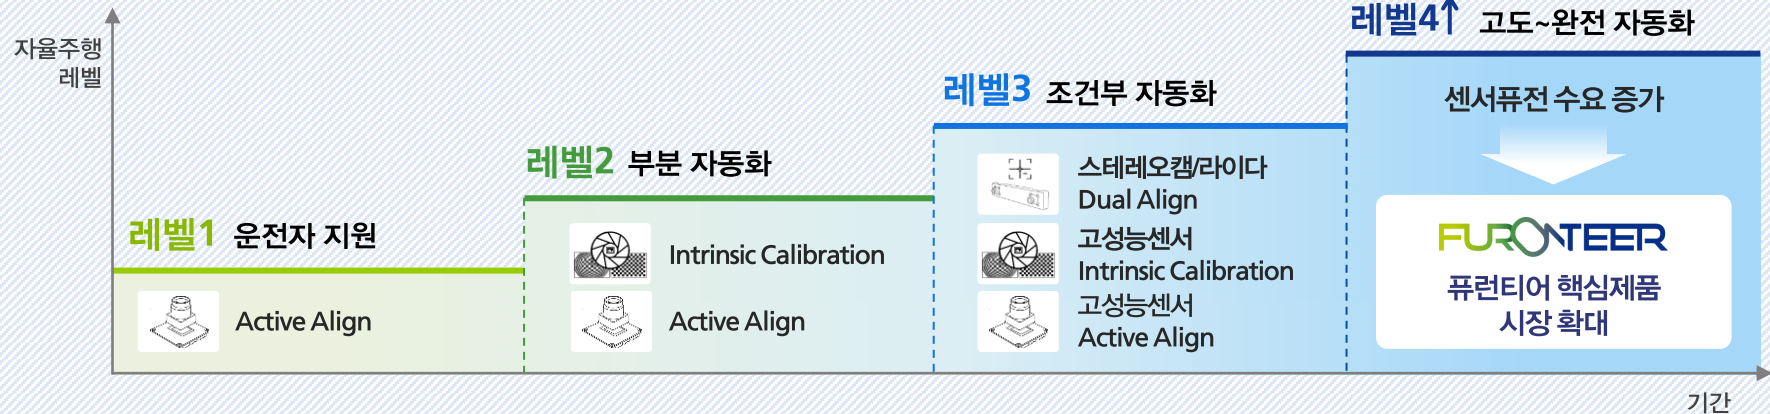 자율주행
레벨
레벨1 운전자 지원
Active Align
레벨2 부분 자동화
Intrinsic Calibration
Active Align
레벨3 조건부 자동화
스테레오캠/라이다
Dual Align
고성능센서
Intrinsic Calibration
고성능센서
Active Align
레벨4↑ 고도~완전 자동화
센서퓨전 수요 증가
FURONTEER
퓨런티어 핵심제품
시장 확대
기간